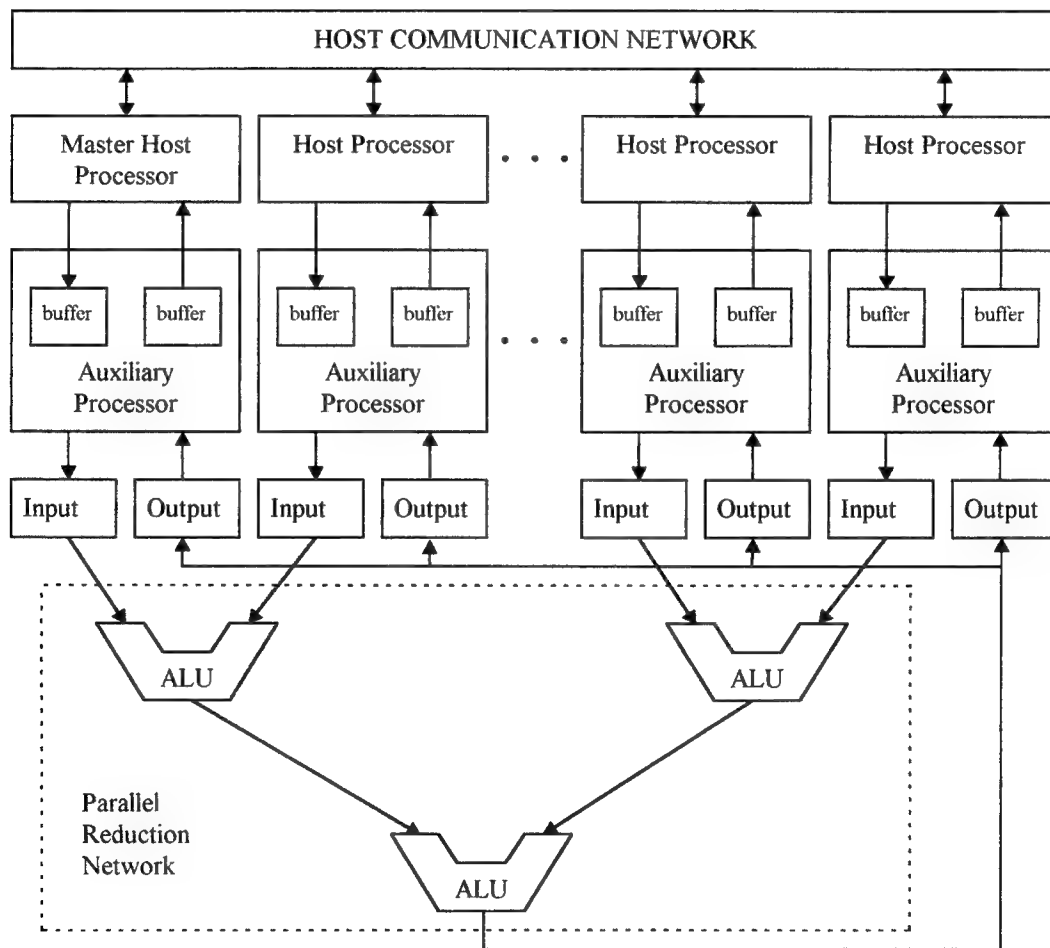 HOST COMMUNICATION NETWORK
Master Host
Processor
Host Processor
Host Processor
Host Processor
buffer
buffer
buffer
buffer
buffer
buffer
buffer
buffer
Auxiliary
Processor
Auxiliary
Processor
Auxiliary
Processor
Auxiliary
Processor
Input
Output
Input
Output
Input
Output
Input
Output
ALU
ALU
Parallel
Reduction
Network
ALU